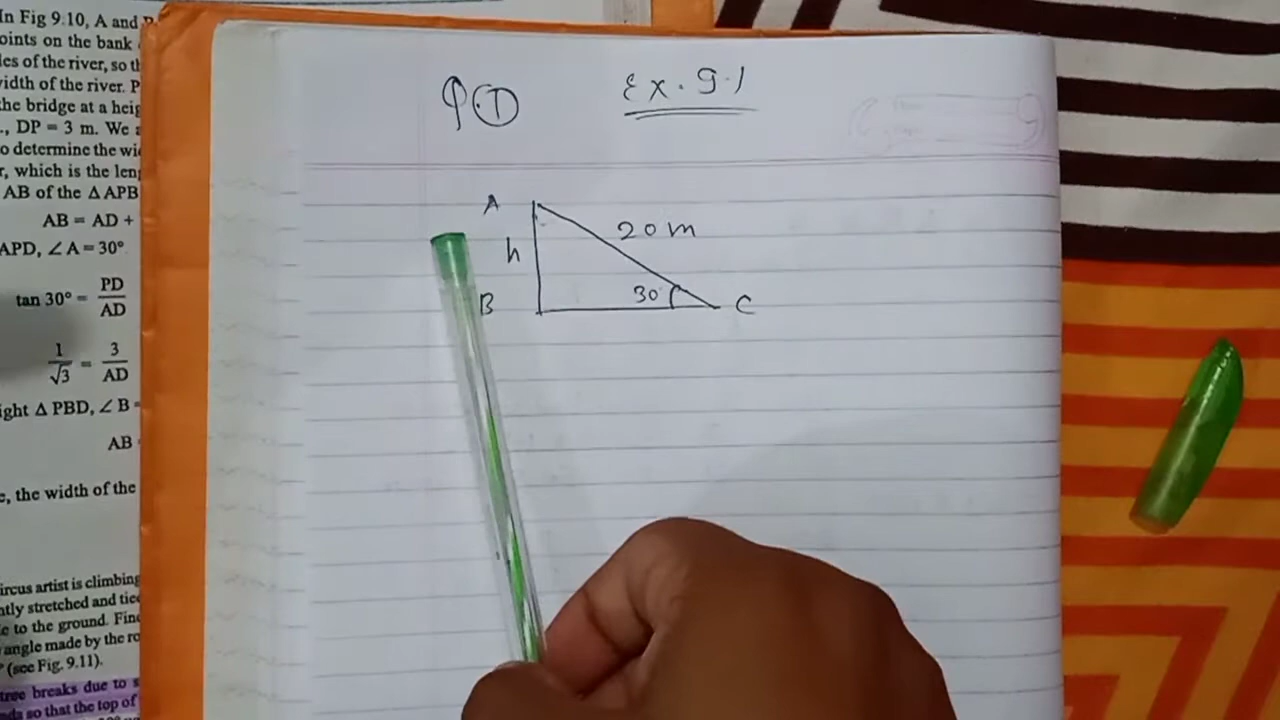 In Fig 9.10, A and
oints on the bank
les of the river, so th
vidth of the river. P
the bridge at a heig
., DP = 3 m. We a
o determine the wi
r, which is the leng
AB of the Δ APB
AB = AD +
APD, ∠A = 30°
tan 30° = PD/AD
1/√3 = 3/AD
ight Δ PBD, ∠B =
AB
e, the width of the
ircus artist is climbing
ntly stretched and tied
e to the ground. Find
angle made by the ro
(see Fig. 9.11).
tree breaks due to s
nds so that the top of
Q ① Ex. 9.1
A
20 m
h
30
B
C